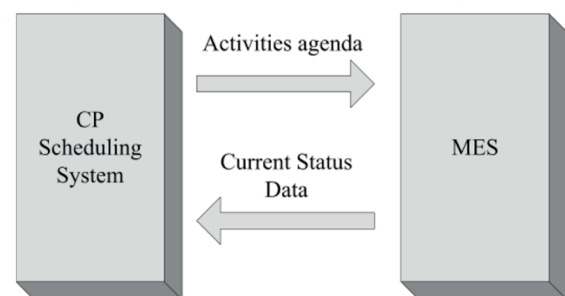 CP
Scheduling
System
Activities agenda
Current Status
Data
MES